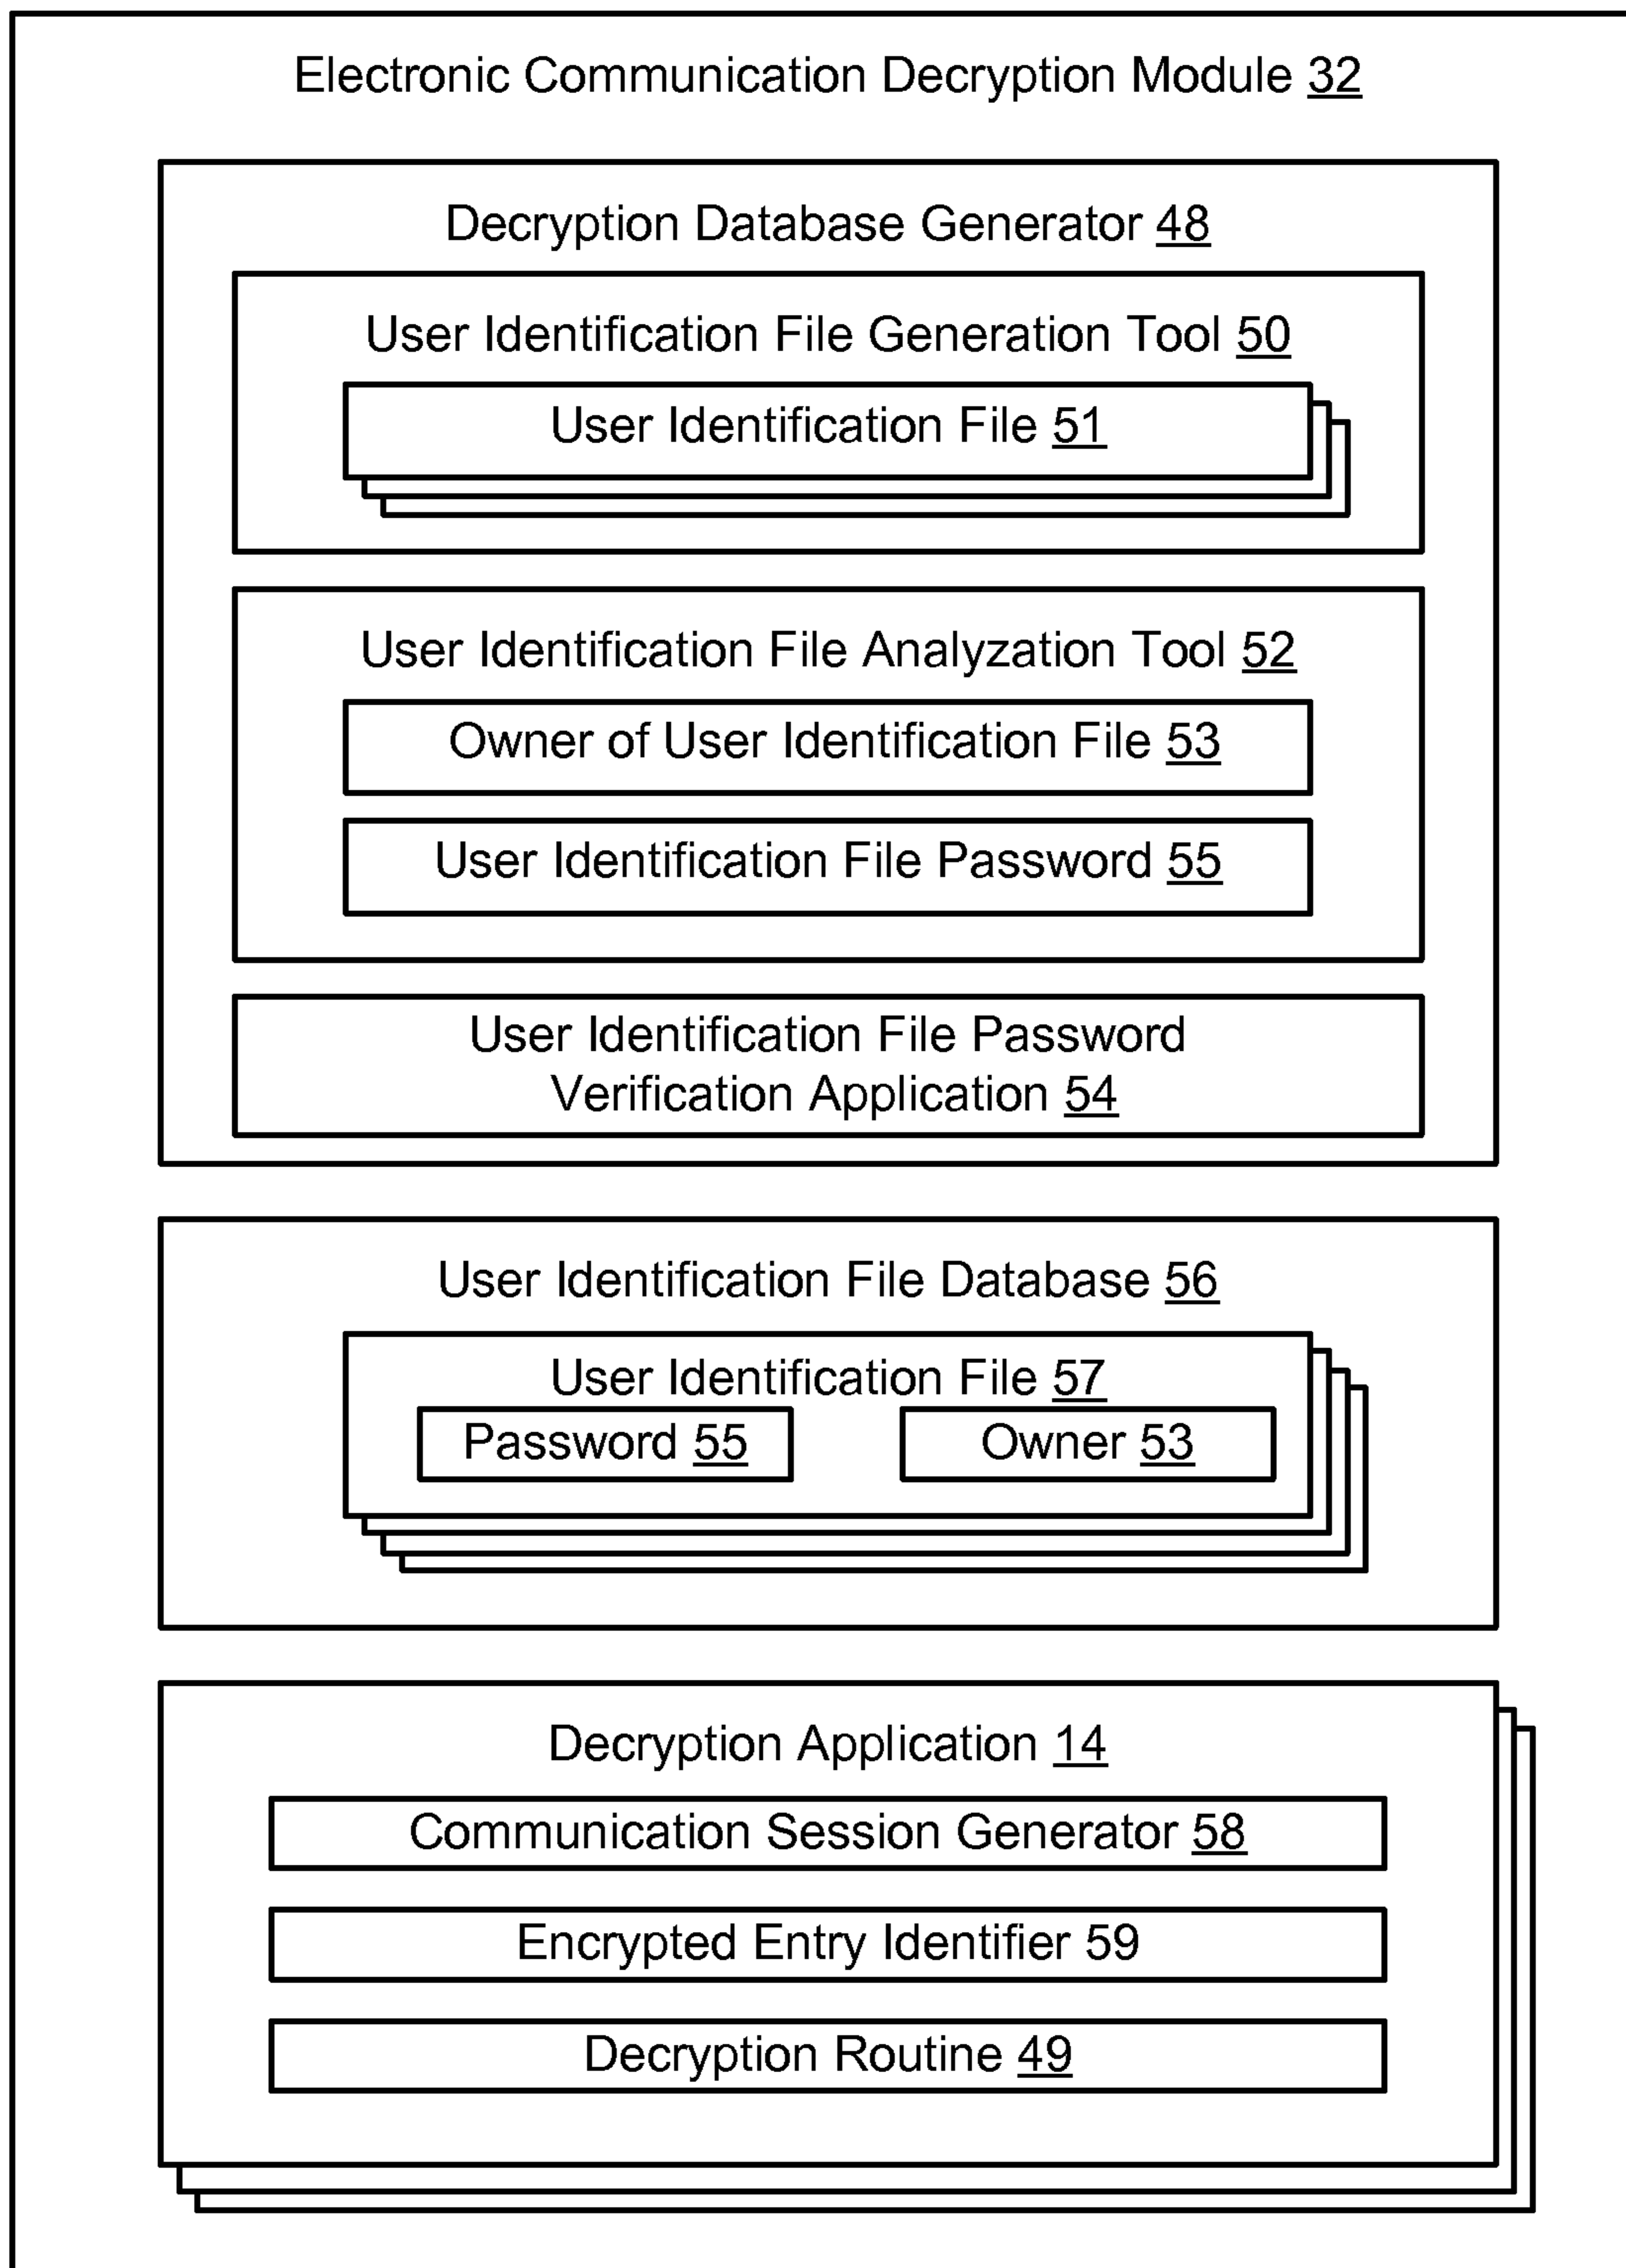 Electronic Communication Decryption Module 32
Decryption Database Generator 48
User Identification File Generation Tool 50
User Identification File 51
User Identification File Analyzation Tool 52
Owner of User Identification File 53
User Identification File Password 55
User Identification File Password
Verification Application 54
User Identification File Database 56
User Identification File 57
Password 55 Owner 53
Decryption Application 14
Communication Session Generator 58
Encrypted Entry Identifier 59
Decryption Routine 49